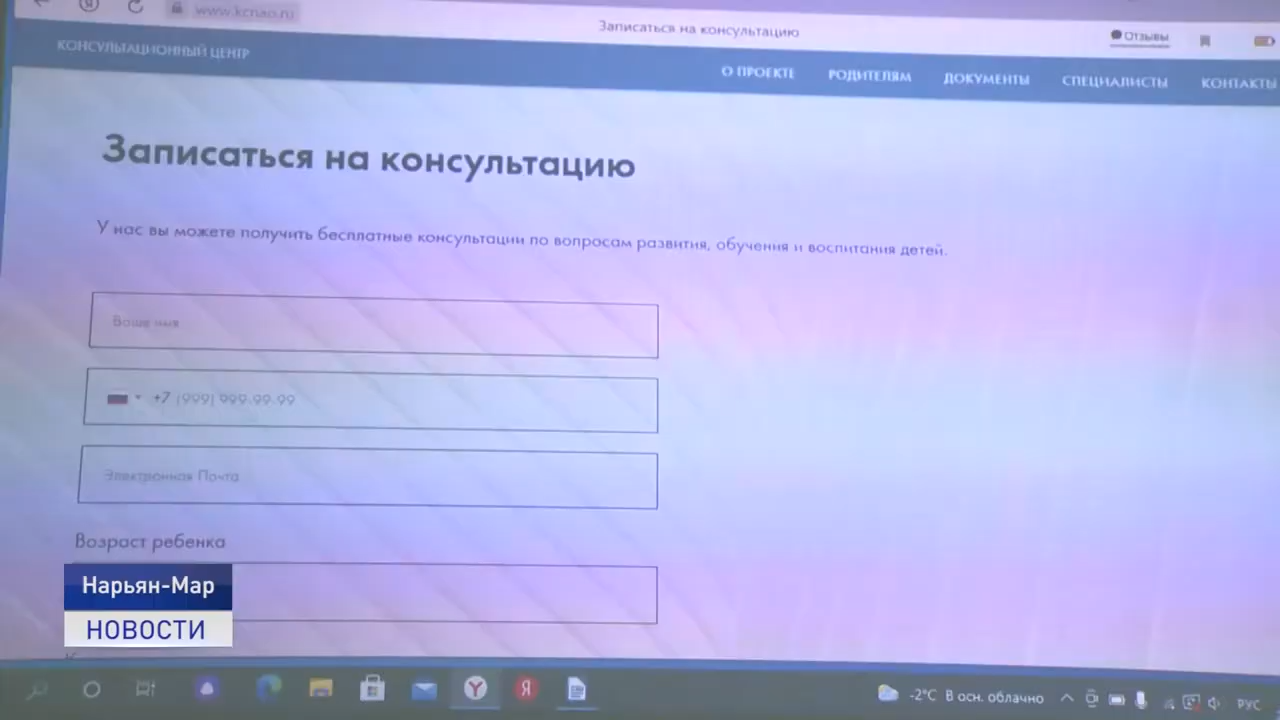 www.kcnao.ru
Записаться на консультацию
Отзывы
КОНСУЛЬТАЦИОННЫЙ ЦЕНТР
О ПРОЕКТЕ
РОДИТЕЛЯМ
ДОКУМЕНТЫ
СПЕЦИАЛИСТЫ
КОНТАКТЫ
Записаться на консультацию
У нас вы можете получить бесплатные консультации по вопросам развития, обучения и воспитания детей.
Ваше имя
+7 (999) 999-99-99
Электронная Почта
Возраст ребенка
Нарьян-Мар
НОВОСТИ
-2°C В осн. облачно
РУС